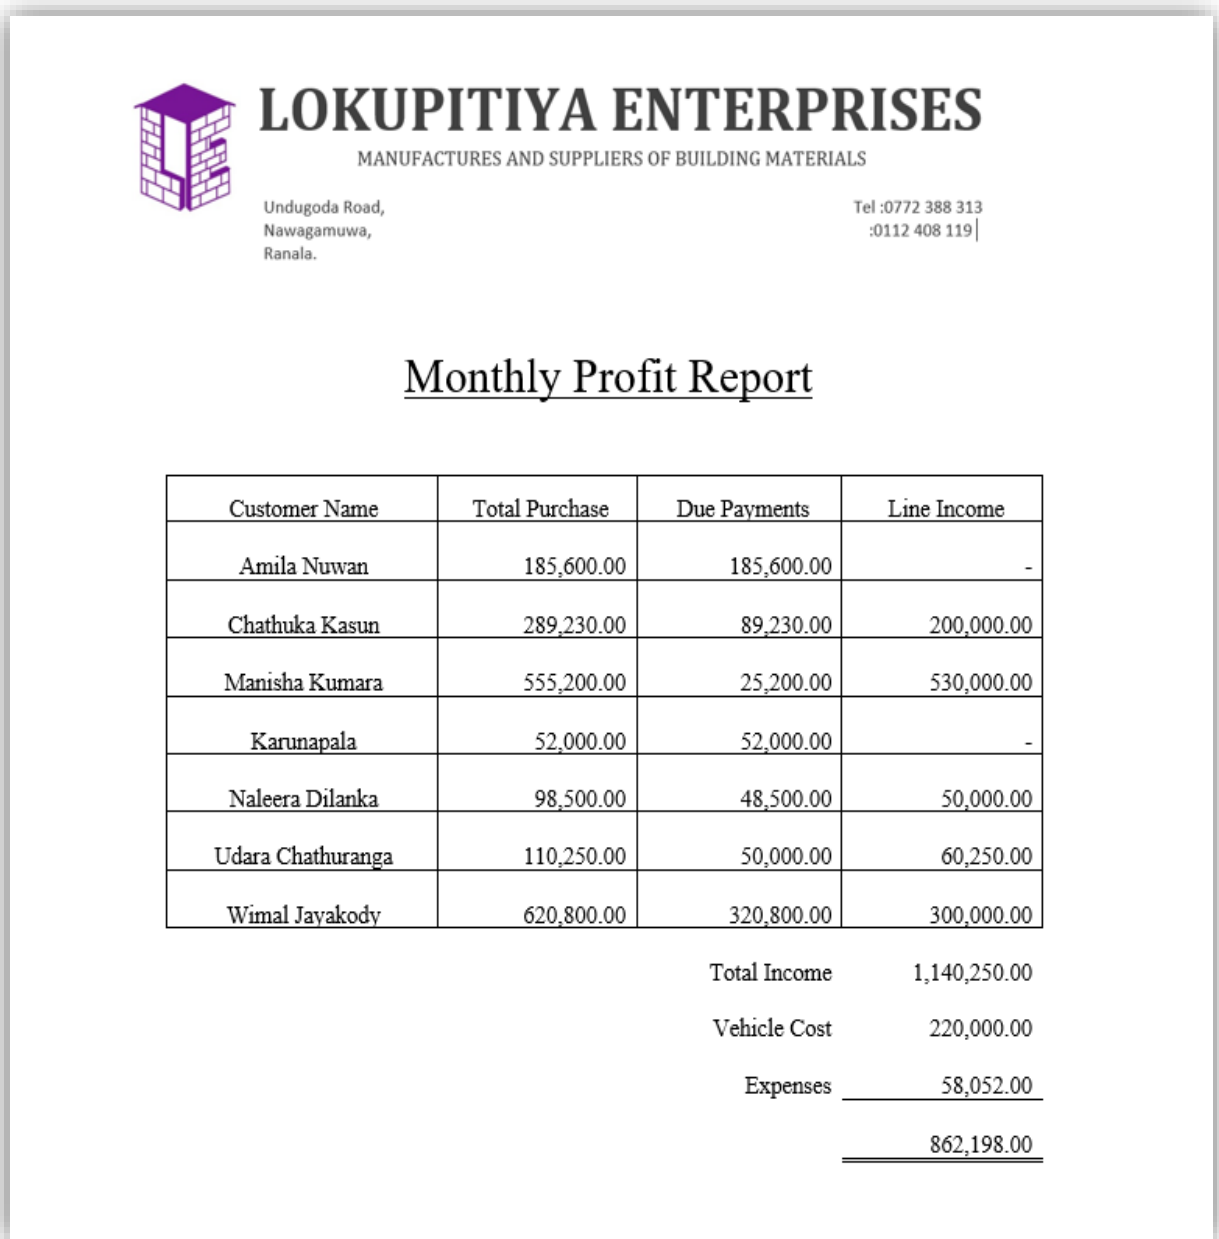 LOKUPITIYA ENTERPRISES
MANUFACTURES AND SUPPLIERS OF BUILDING MATERIALS
Undugoda Road, Tel :0772 388 313
Nawagamuwa, :0112 408 119
Ranala.
Monthly Profit Report
Customer Name Total Purchase Due Payments Line Income
Amila Nuwan 185,600.00 185,600.00 -
Chathuka Kasun 289,230.00 89,230.00 200,000.00
Manisha Kumara 555,200.00 25,200.00 530,000.00
Karunapala 52,000.00 52,000.00 -
Naleera Dilanka 98,500.00 48,500.00 50,000.00
Udara Chathuranga 110,250.00 50,000.00 60,250.00
Wimal Jayakody 620,800.00 320,800.00 300,000.00
Total Income 1,140,250.00
Vehicle Cost 220,000.00
Expenses 58,052.00
862,198.00